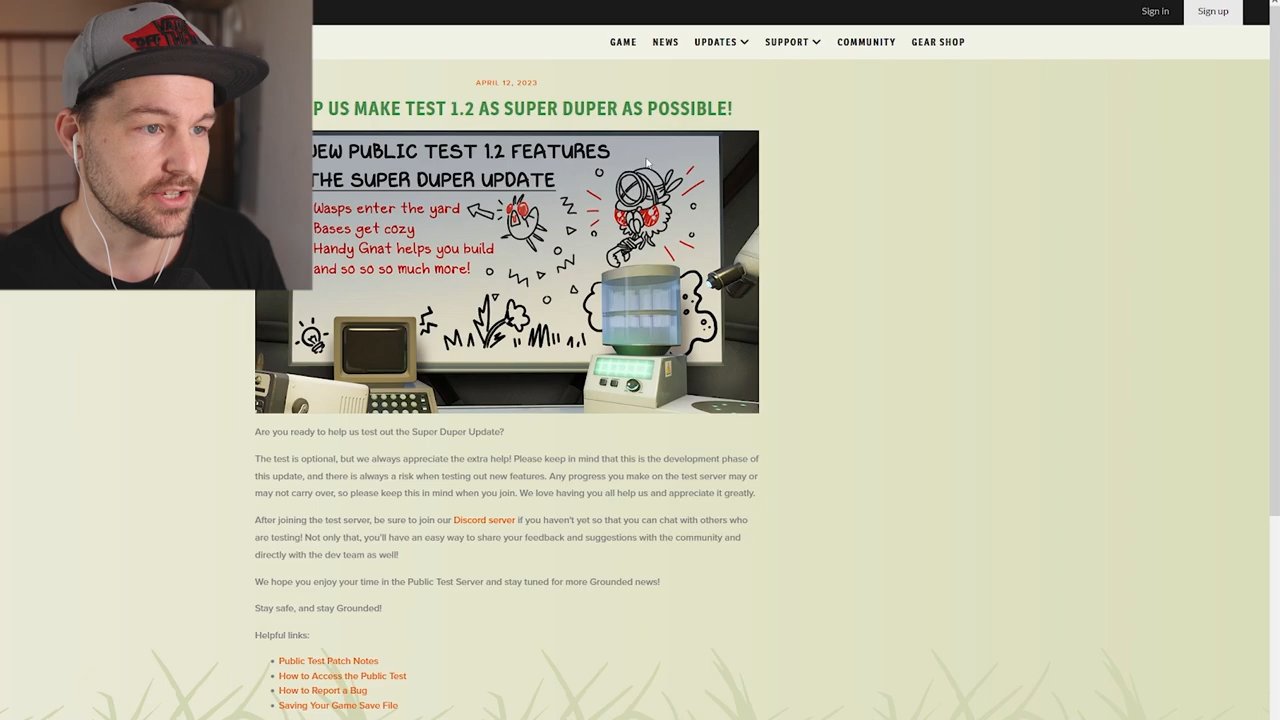 Sign In
Sign up
GAME
NEWS
UPDATES
SUPPORT
COMMUNITY
GEAR SHOP
APRIL 12, 2023
P US MAKE TEST 1.2 AS SUPER DUPER AS POSSIBLE!
NEW PUBLIC TEST 1.2 FEATURES
THE SUPER DUPER UPDATE
Wasps enter the yard
Bases get cozy
Handy Gnat helps you build
and so so so much more!
Are you ready to help us test out the Super Duper Update?
The test is optional, but we always appreciate the extra help! Please keep in mind that this is the development phase of
this update, and there is always a risk when testing out new features. Any progress you make on the test server may or
may not carry over, so please keep this in mind when you join. We love having you all help us and appreciate it greatly.
After joining the test server, be sure to join our Discord server if you haven't yet so that you can chat with others who
are testing! Not only that, you'll have an easy way to share your feedback and suggestions with the community and
directly with the dev team as well!
We hope you enjoy your time in the Public Test Server and stay tuned for more Grounded news!
Stay safe, and stay Grounded!
Helpful links:
Public Test Patch Notes
How to Access the Public Test
How to Report a Bug
Saving Your Game Save File